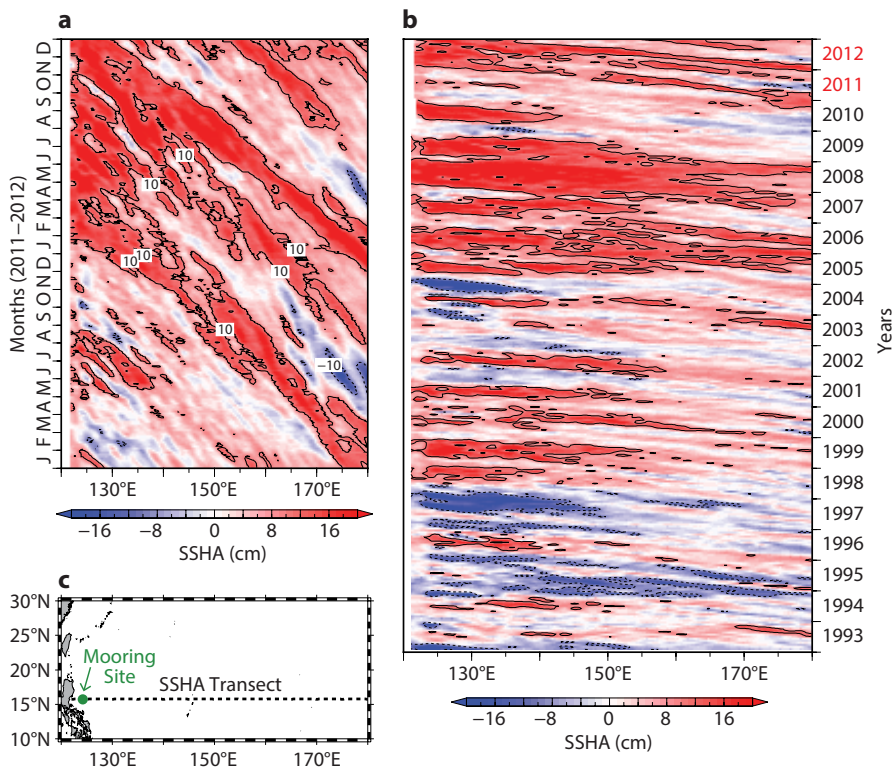 a
Months (2011–2012)
J F M A M J J A S O N D J F M A M J J A S O N D
10
10
10
10
10
10
10
−10
130°E 150°E 170°E
−16 −8 0 8 16
SSHA (cm)
b
2012
2011
2010
2009
2008
2007
2006
2005
2004
2003
2002
2001
2000
1999
1998
1997
1996
1995
1994
1993
Years
130°E 150°E 170°E
−16 −8 0 8 16
SSHA (cm)
c
30°N
25°N
20°N
15°N
10°N
Mooring
Site
SSHA Transect
130°E 150°E 170°E